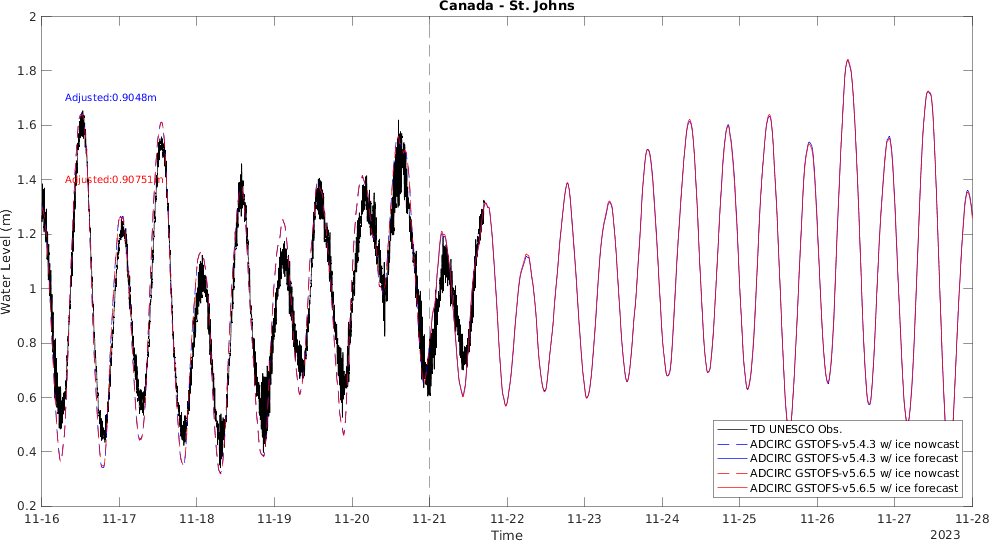 Canada - St. Johns
2
1.8
1.6
1.4
1.2
1
0.8
0.6
0.4
0.2
Water Level (m)
Adjusted:0.9048m
Adjusted:0.90751m
TD UNESCO Obs.
ADCIRC GSTOFS-v5.4.3 w/ ice nowcast
ADCIRC GSTOFS-v5.4.3 w/ ice forecast
ADCIRC GSTOFS-v5.6.5 w/ ice nowcast
ADCIRC GSTOFS-v5.6.5 w/ ice forecast
11-16 11-17 11-18 11-19 11-20 11-21 11-22 11-23 11-24 11-25 11-26 11-27 11-28
Time
2023